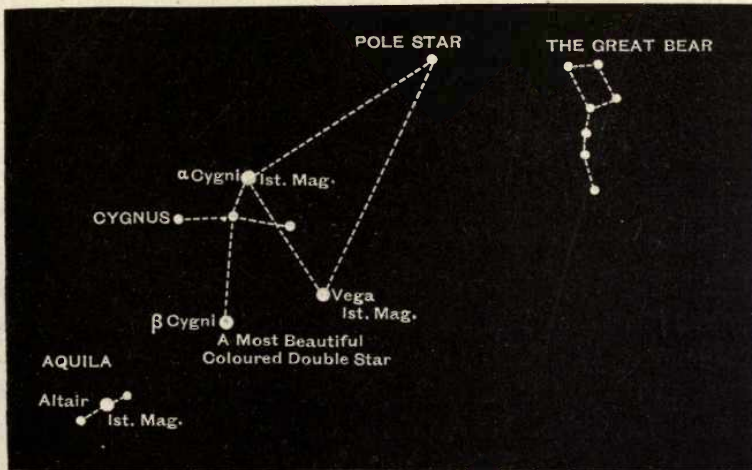 POLE STAR
THE GREAT BEAR
αCygni Ist. Mag.
CYGNUS
Vega
Ist. Mag.
β Cygni
A Most Beautiful
Coloured Double Star
AQUILA
Altair
Ist. Mag.